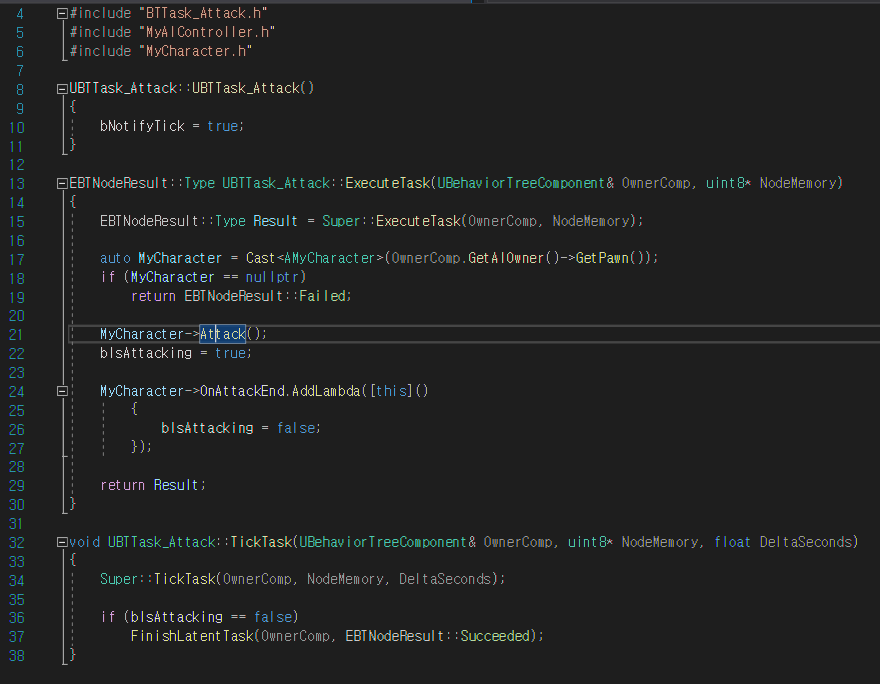 4 #include "BTTask_Attack.h"
5 #include "MyAIController.h"
6 #include "MyCharacter.h"
7
8 UBTTask_Attack::UBTTask_Attack()
9 {
10 bNotifyTick = true;
11 }
12
13 EBTNodeResult::Type UBTTask_Attack::ExecuteTask(UBehaviorTreeComponent& OwnerComp, uint8* NodeMemory)
14 {
15 EBTNodeResult::Type Result = Super::ExecuteTask(OwnerComp, NodeMemory);
16
17 auto MyCharacter = Cast<AMyCharacter>(OwnerComp.GetAIOwner()->GetPawn());
18 if (MyCharacter == nullptr)
19 return EBTNodeResult::Failed;
20
21 MyCharacter->Attack();
22 bIsAttacking = true;
23
24 MyCharacter->OnAttackEnd.AddLambda([this]()
25 {
26 bIsAttacking = false;
27 });
28
29 return Result;
30 }
31
32 void UBTTask_Attack::TickTask(UBehaviorTreeComponent& OwnerComp, uint8* NodeMemory, float DeltaSeconds)
33 {
34 Super::TickTask(OwnerComp, NodeMemory, DeltaSeconds);
35
36 if (bIsAttacking == false)
37 FinishLatentTask(OwnerComp, EBTNodeResult::Succeeded);
38 }